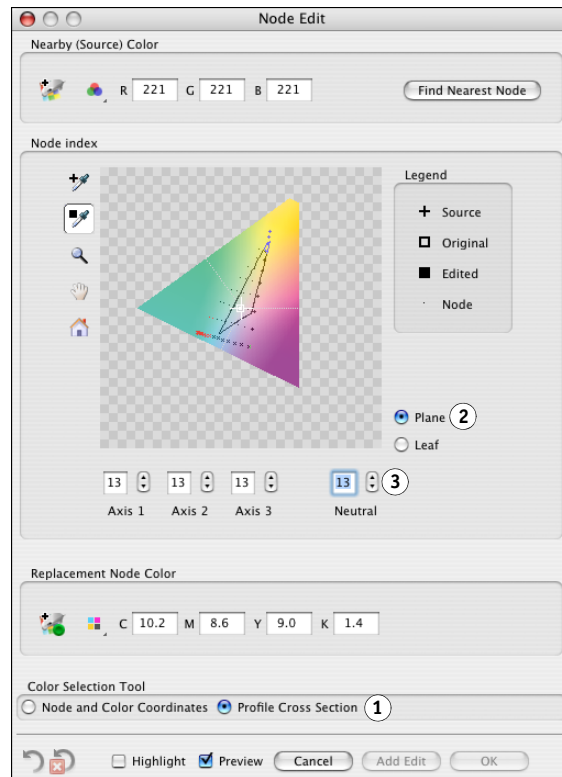 Node Edit
Nearby (Source) Color
R 221 G 221 B 221 Find Nearest Node
Node index
Legend
Source
Original
Edited
Node
Plane 2
Leaf
13 13 13 13 3
Axis 1 Axis 2 Axis 3 Neutral
Replacement Node Color
C 10.2 M 8.6 Y 9.0 K 1.4
Color Selection Tool
Node and Color Coordinates Profile Cross Section 1
Highlight Preview Cancel Add Edit OK